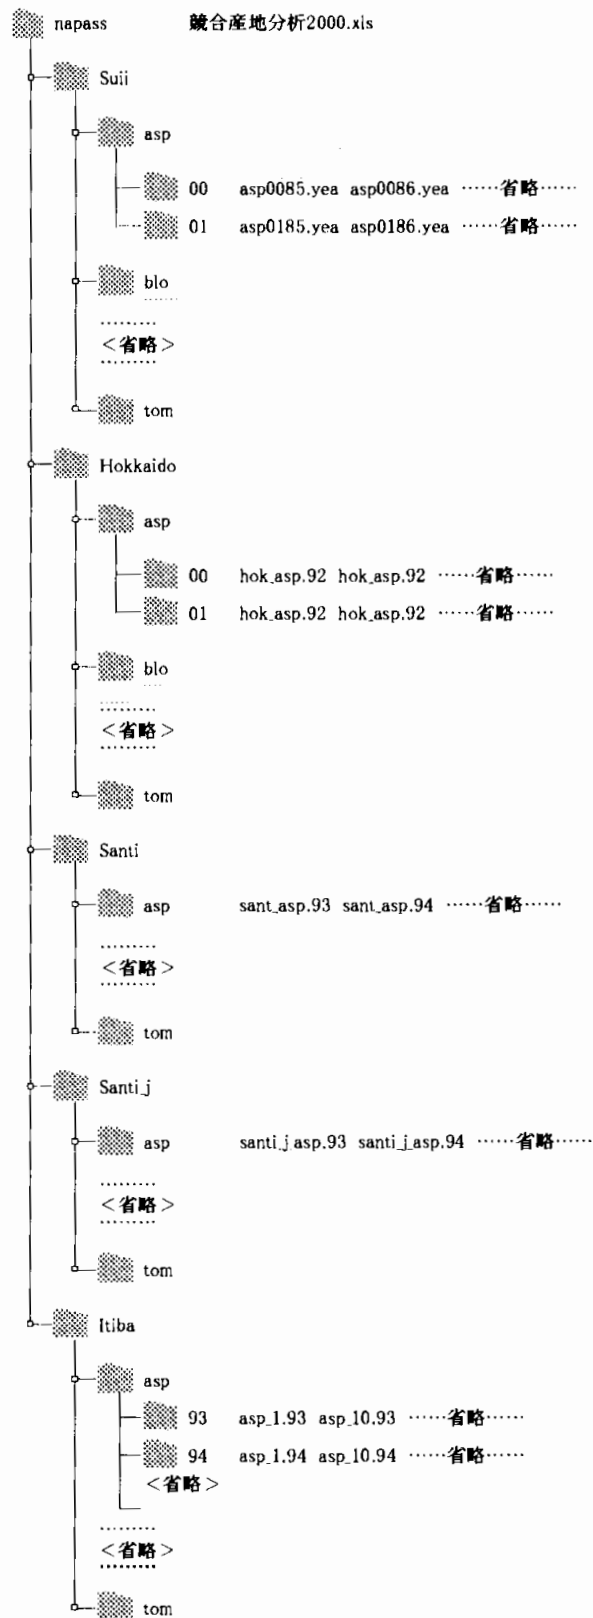 napass 競合産地分析2000.xls
Suii
asp
00 asp0085.yea asp0086.yea ……省略……
01 asp0185.yea asp0186.yea ……省略……
blo
<省略>
tom
Hokkaido
asp
00 hok_asp.92 hok_asp.92 ……省略……
01 hok_asp.92 hok_asp.92 ……省略……
blo
<省略>
tom
Santi
asp sant_asp.93 sant_asp.94 ……省略……
<省略>
tom
Santi_j
asp santi_j_asp.93 santi_j_asp.94 ……省略……
<省略>
tom
Itiba
asp
93 asp_1.93 asp_10.93 ……省略……
94 asp_1.94 asp_10.94 ……省略……
<省略>
<省略>
tom